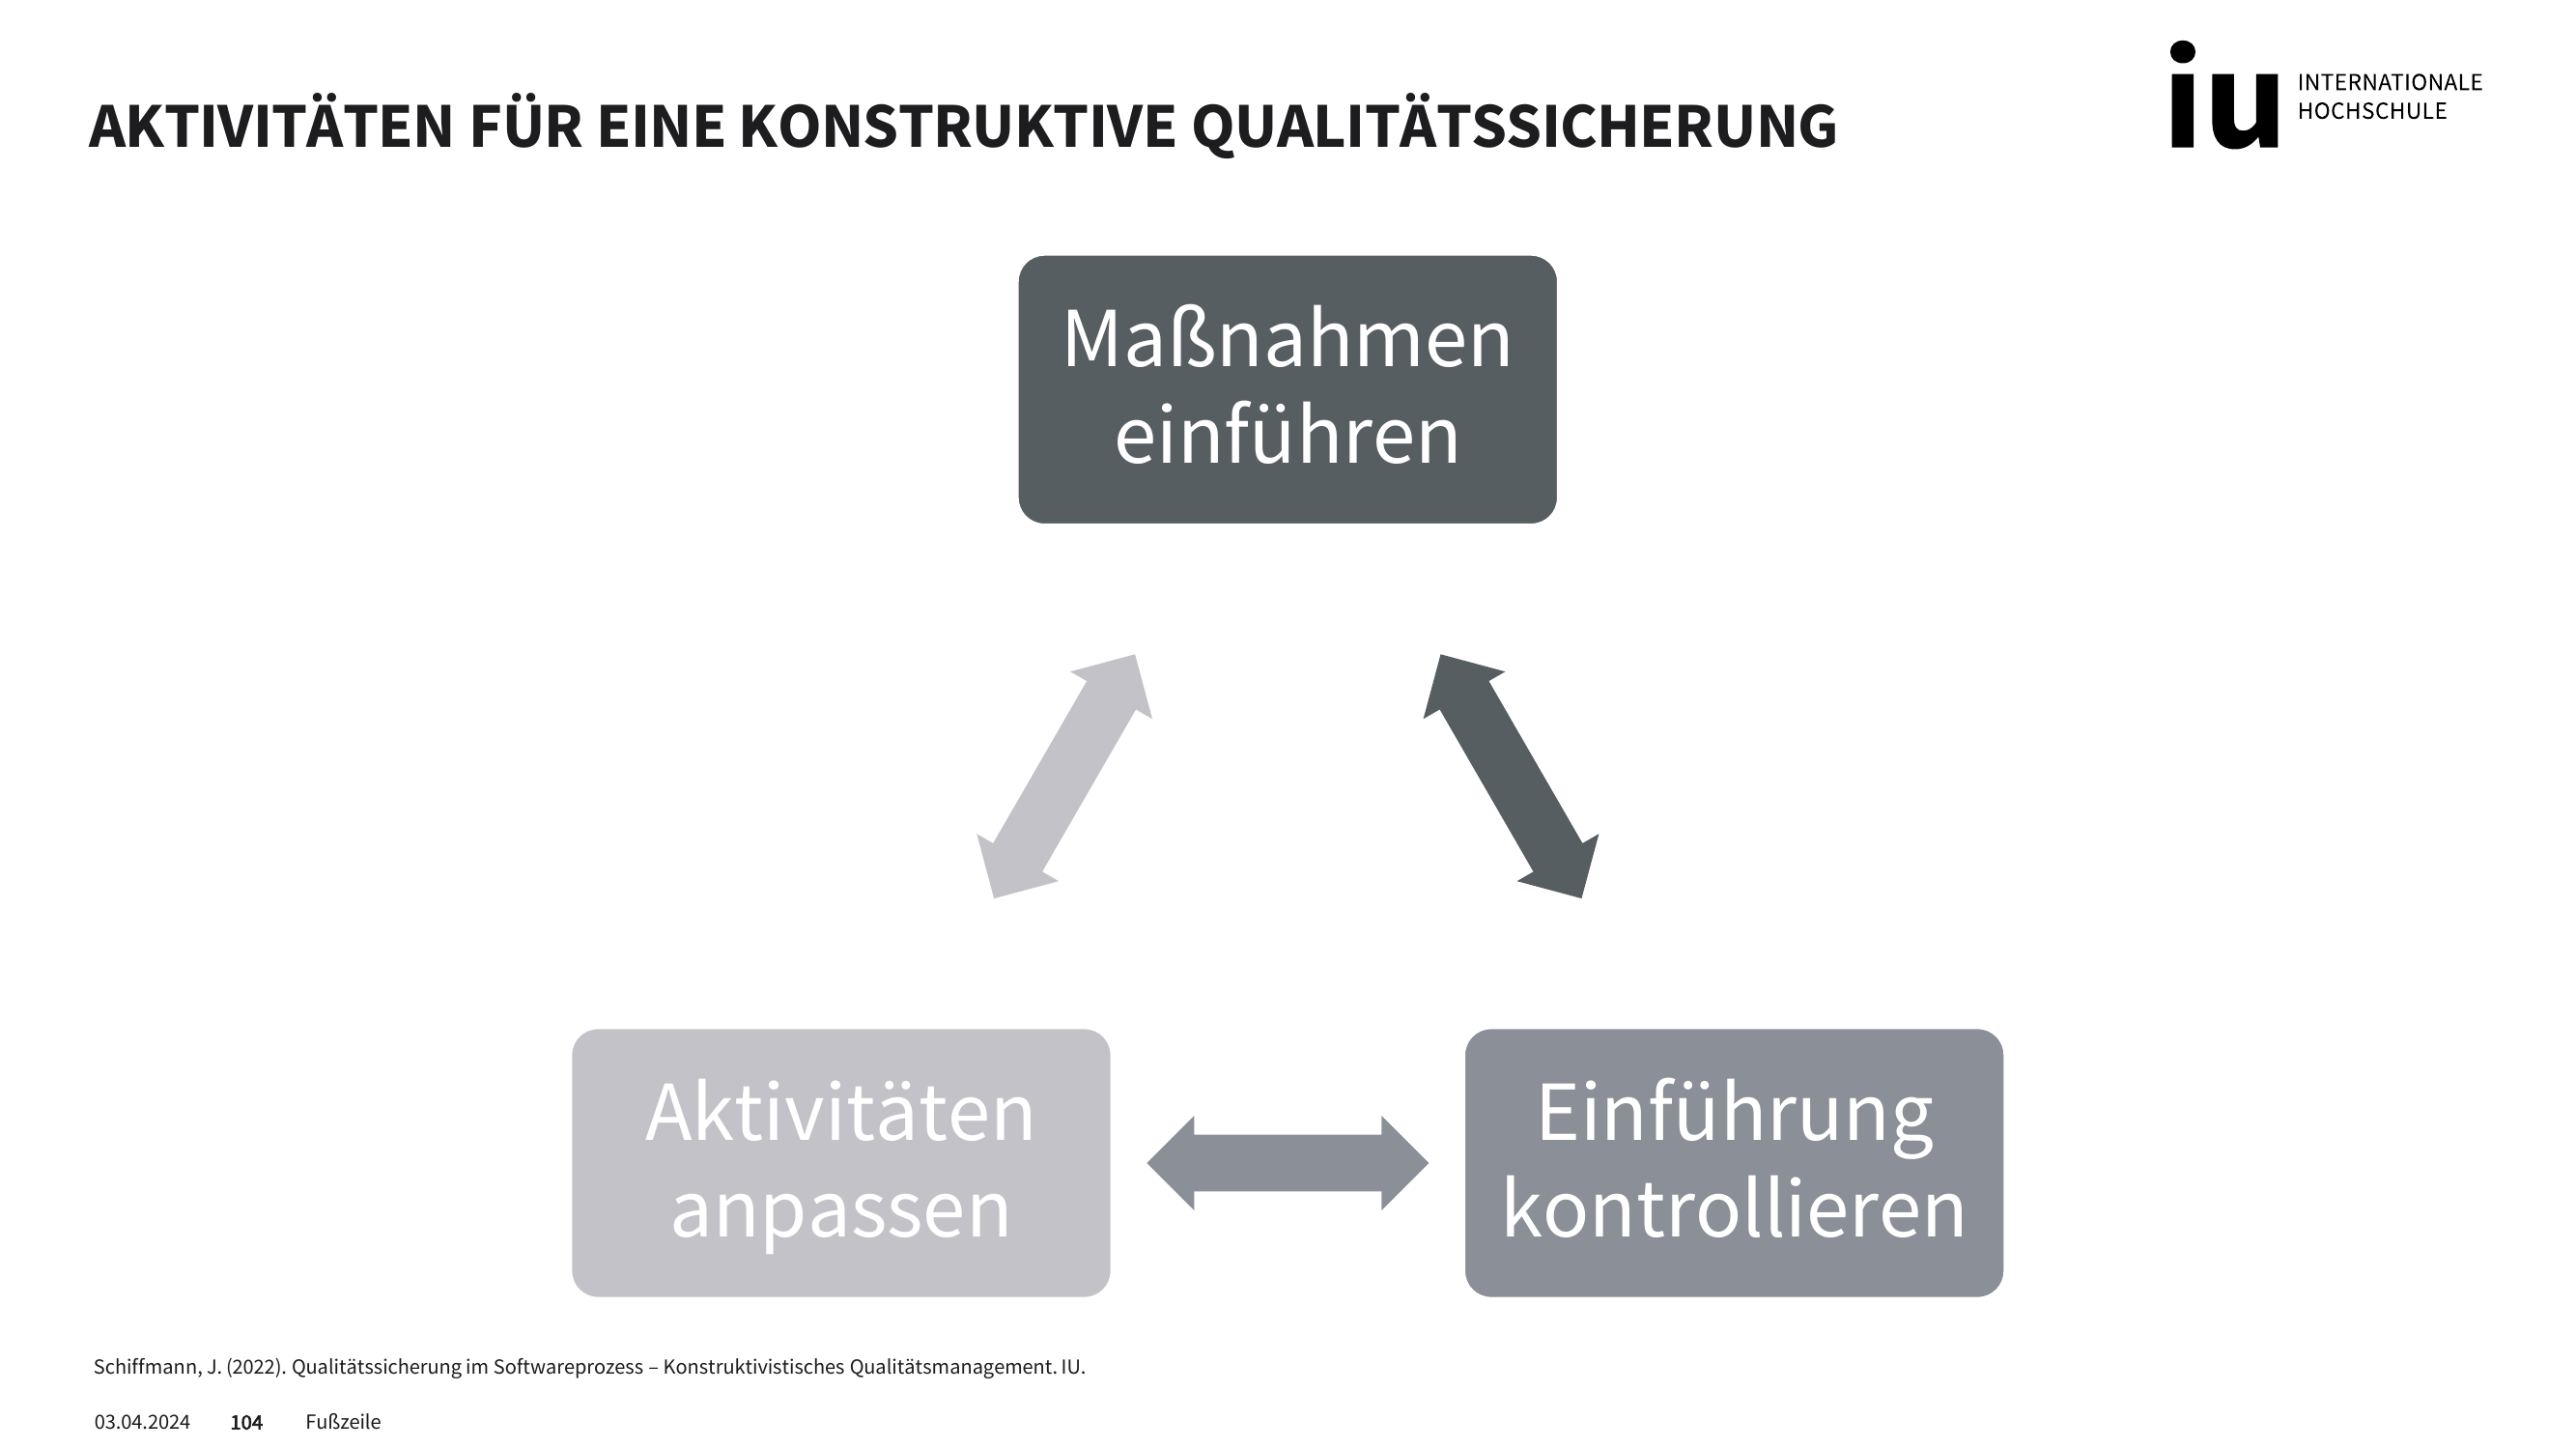 AKTIVITÄTEN FÜR EINE KONSTRUKTIVE QUALITÄTSSICHERUNG
iu INTERNATIONALE
HOCHSCHULE
Maßnahmen
einführen
Aktivitäten
anpassen
Einführung
kontrollieren
Schiffmann, J. (2022). Qualitätssicherung im Softwareprozess – Konstruktivistisches Qualitätsmanagement. IU.
03.04.2024 104 Fußzeile